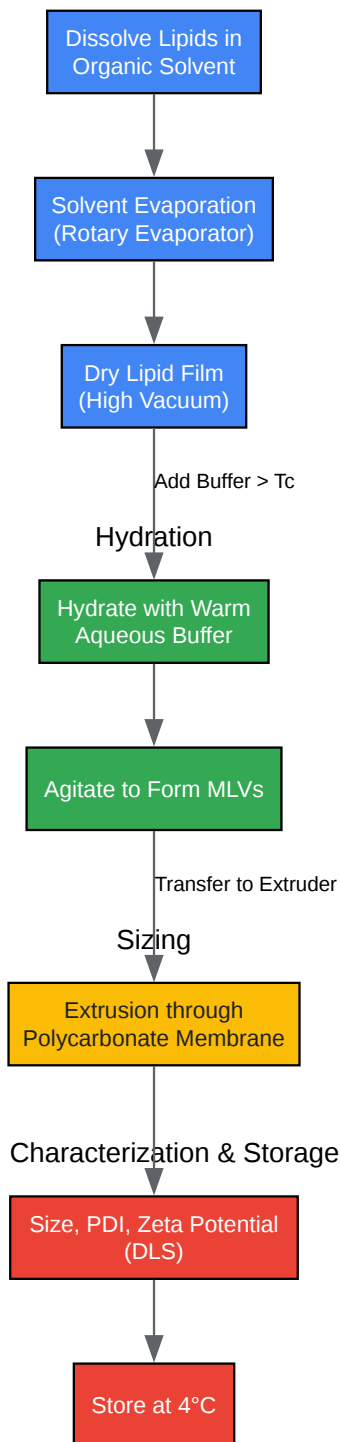 Dissolve Lipids in
Organic Solvent
Solvent Evaporation
(Rotary Evaporator)
Dry Lipid Film
(High Vacuum)
Add Buffer > Tc
Hydration
Hydrate with Warm
Aqueous Buffer
Agitate to Form MLVs
Transfer to Extruder
Sizing
Extrusion through
Polycarbonate Membrane
Characterization & Storage
Size, PDI, Zeta Potential
(DLS)
Store at 4°C